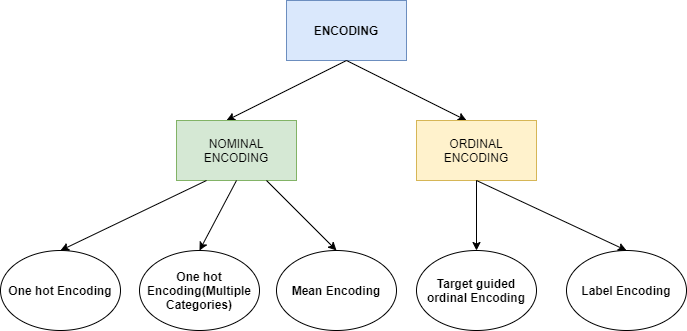 ENCODING
NOMINAL
ENCODING
ORDINAL
ENCODING
One hot Encoding
One hot
Encoding(Multiple
Categories)
Mean Encoding
Target guided
ordinal Encoding
Label Encoding